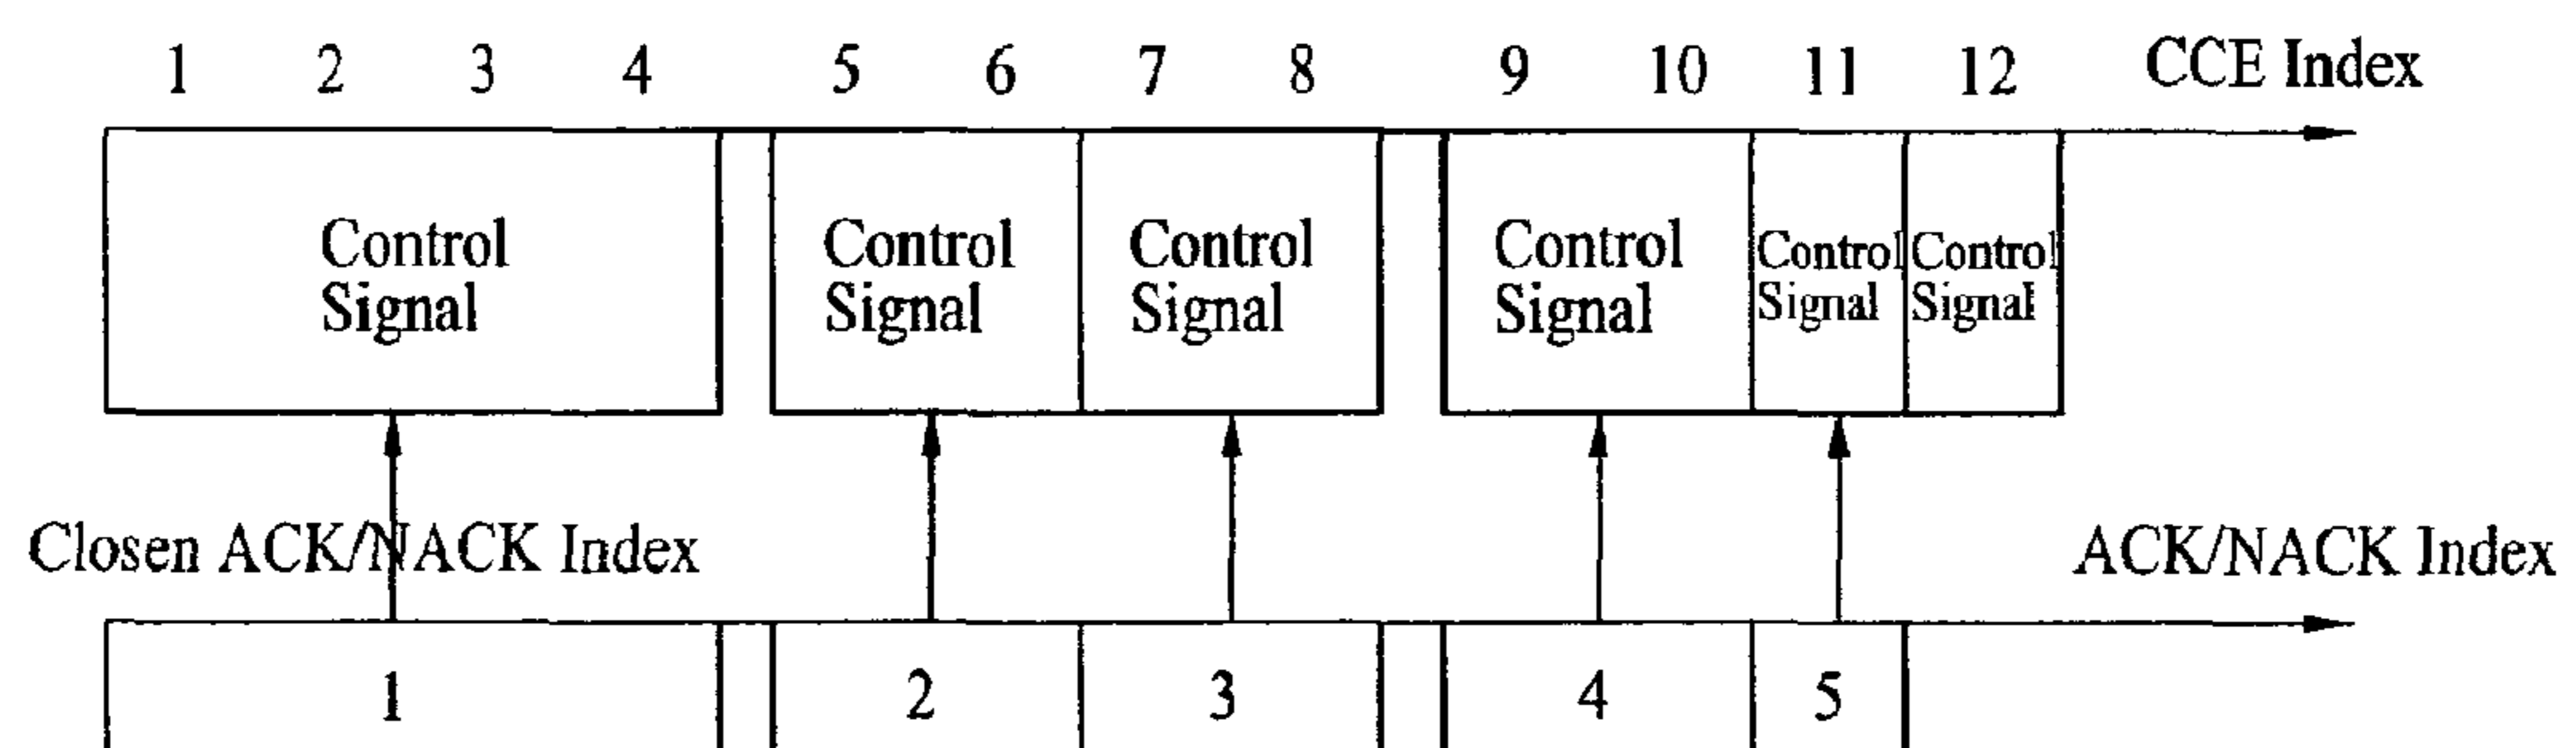 1 2 3 4 5 6 7 8 9 10 11 12 CCE Index
Control Control Control Control Control Control
Signal Signal Signal Signal Signal Signal
Closen ACK/NACK Index ACK/NACK Index
1 2 3 4 5